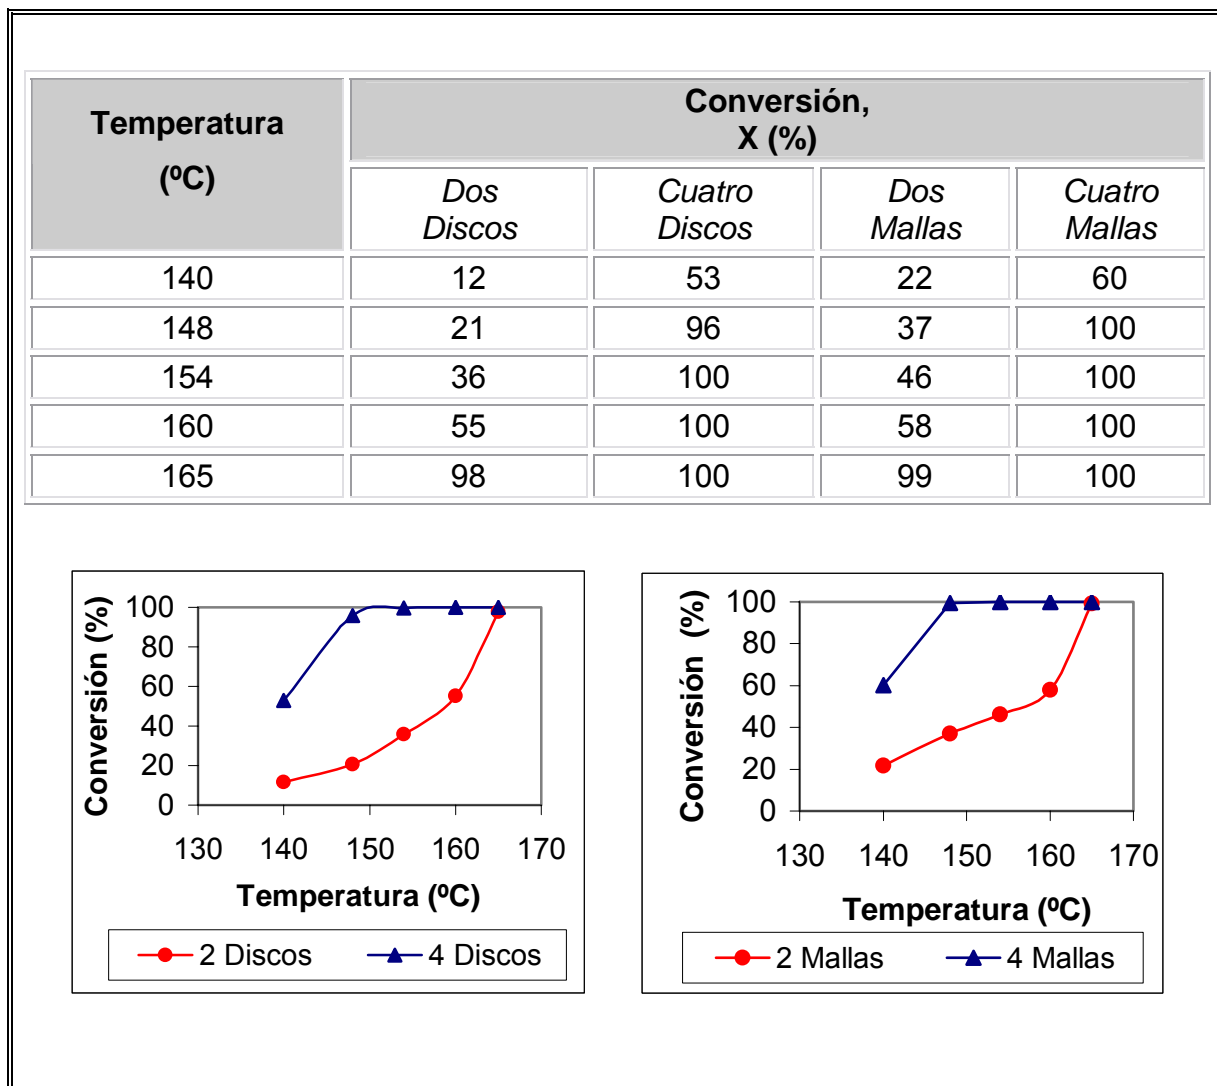 Temperatura
(ºC)
Conversión,
X (%)
Dos
Discos
Cuatro
Discos
Dos
Mallas
Cuatro
Mallas
140 12 53 22 60
148 21 96 37 100
154 36 100 46 100
160 55 100 58 100
165 98 100 99 100
Conversión (%)
100
80
60
40
20
0
130 140 150 160 170
Temperatura (ºC)
2 Discos 4 Discos
Conversión (%)
100
80
60
40
20
0
130 140 150 160 170
Temperatura (ºC)
2 Mallas 4 Mallas